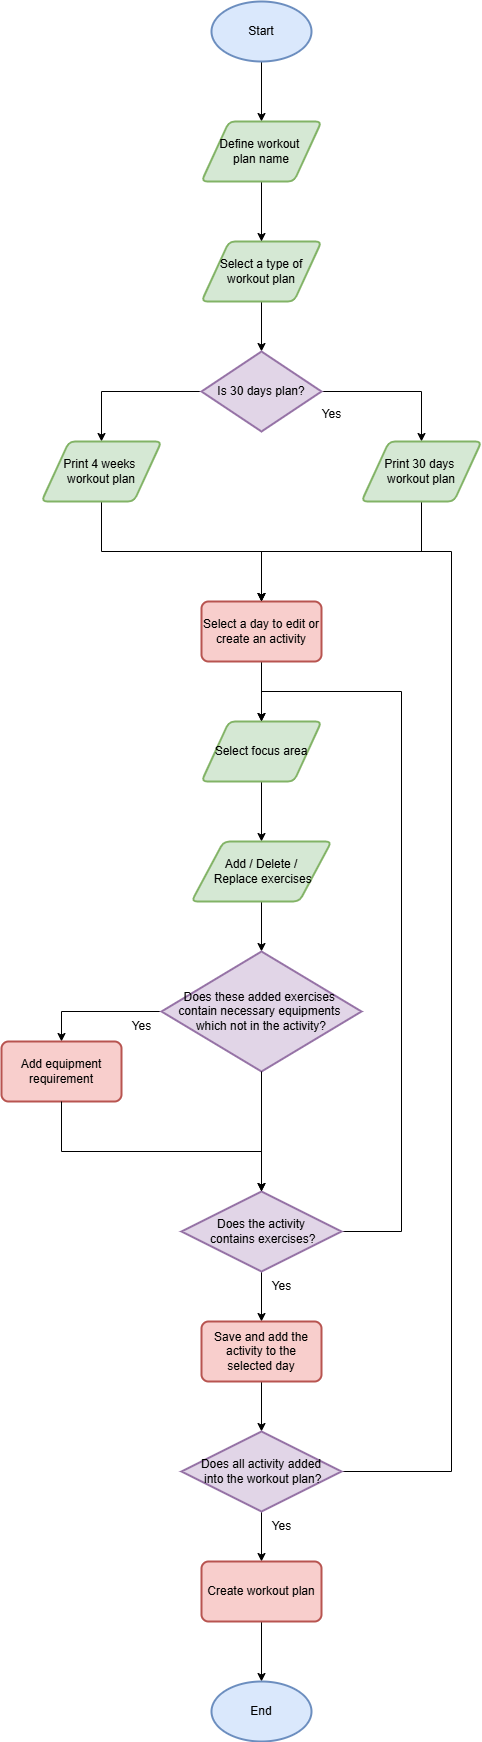 Start
Define workout
plan name
Select a type of
workout plan
Is 30 days plan?
Yes
Print 4 weeks
workout plan
Print 30 days
workout plan
Select a day to edit or
create an activity
Select focus area
Add / Delete /
Replace exercises
Does these added exercises
contain necessary equipments
which not in the activity?
Yes
Add equipment
requirement
Does the activity
contains exercises?
Yes
Save and add the
activity to the
selected day
Does all activity added
into the workout plan?
Yes
Create workout plan
End